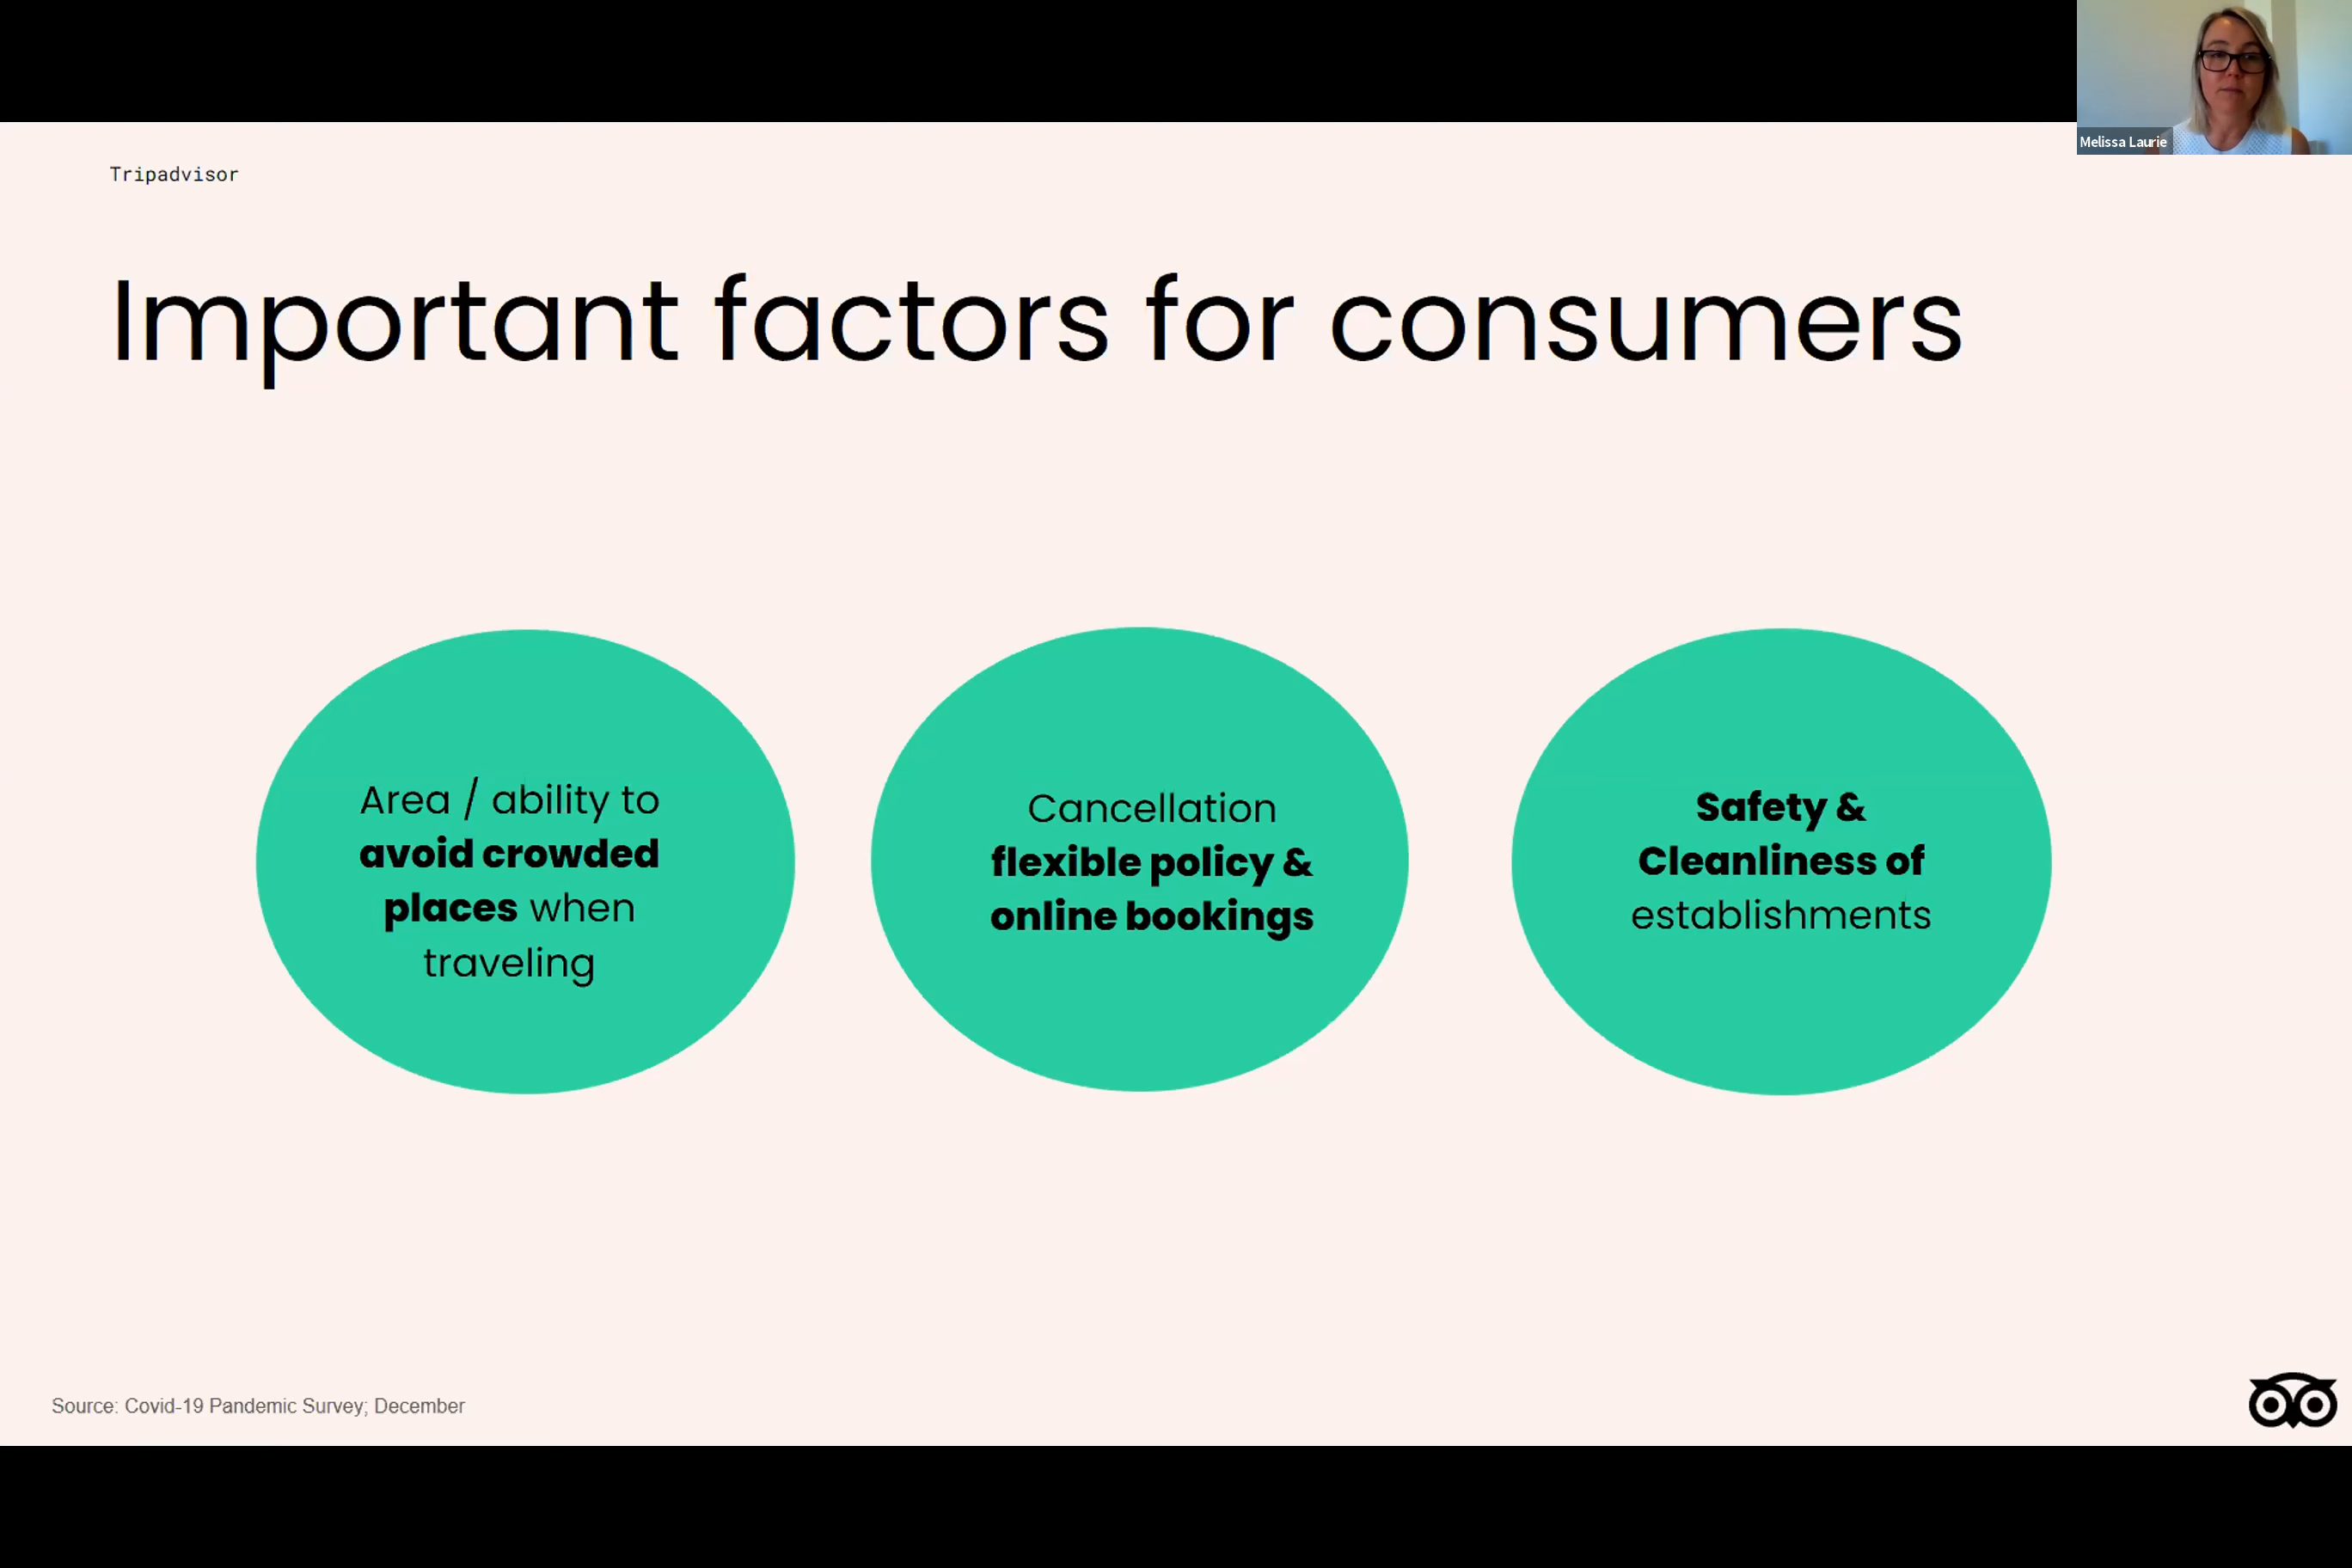 Melissa Laurie
Tripadvisor
Important factors for consumers
Area / ability to
avoid crowded
places when
traveling
Cancellation
flexible policy &
online bookings
Safety &
Cleanliness of
establishments
Source: Covid-19 Pandemic Survey; December